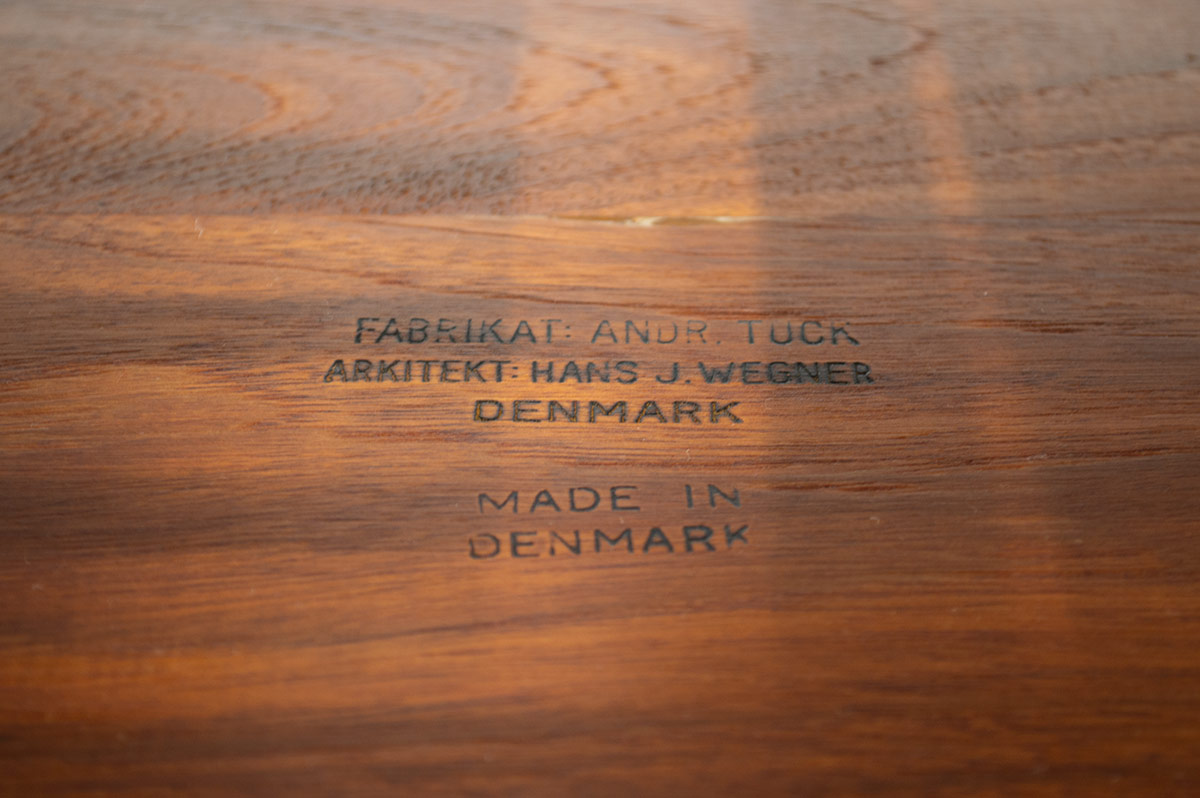 FABRIKAT: ANDR. TUCK
ARKITEKT: HANS J. WEGNER
DENMARK
MADE IN
DENMARK